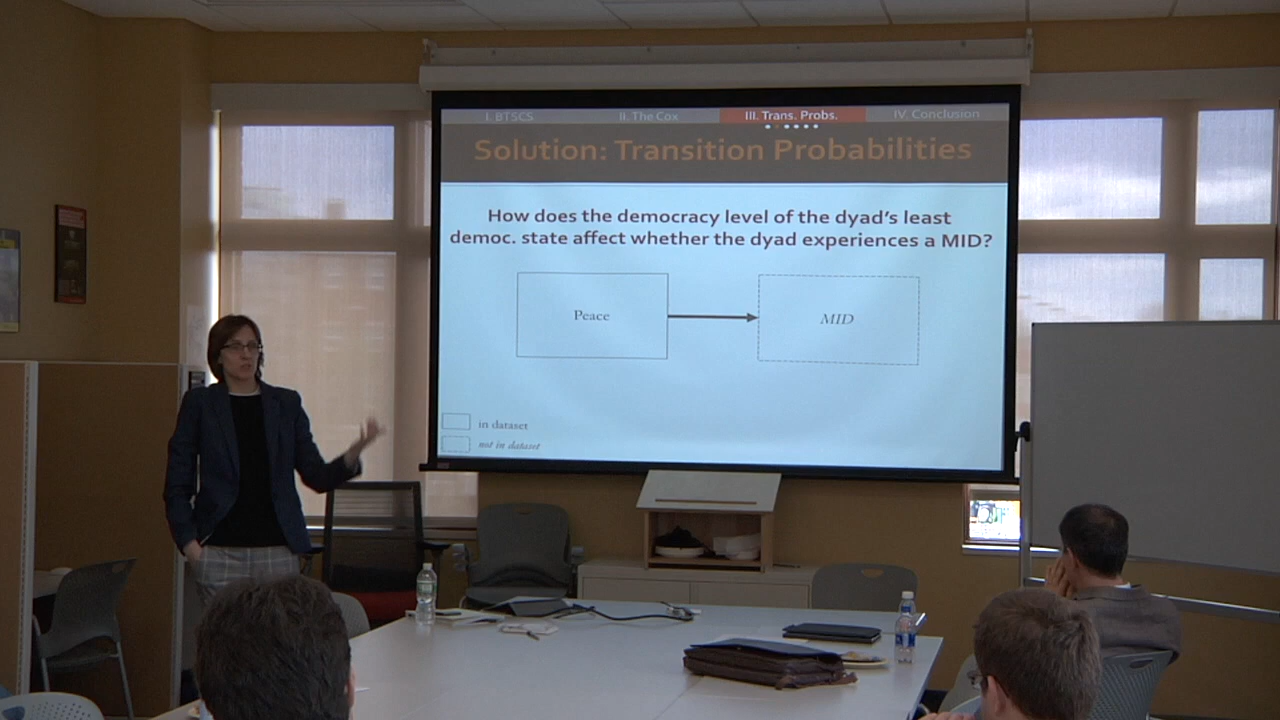 I. BTSCS
II. The Cox
III. Trans. Probs.
IV. Conclusion
Solution: Transition Probabilities
How does the democracy level of the dyad's least
democ. state affect whether the dyad experiences a MID?
Peace
MID
in dataset
not in dataset